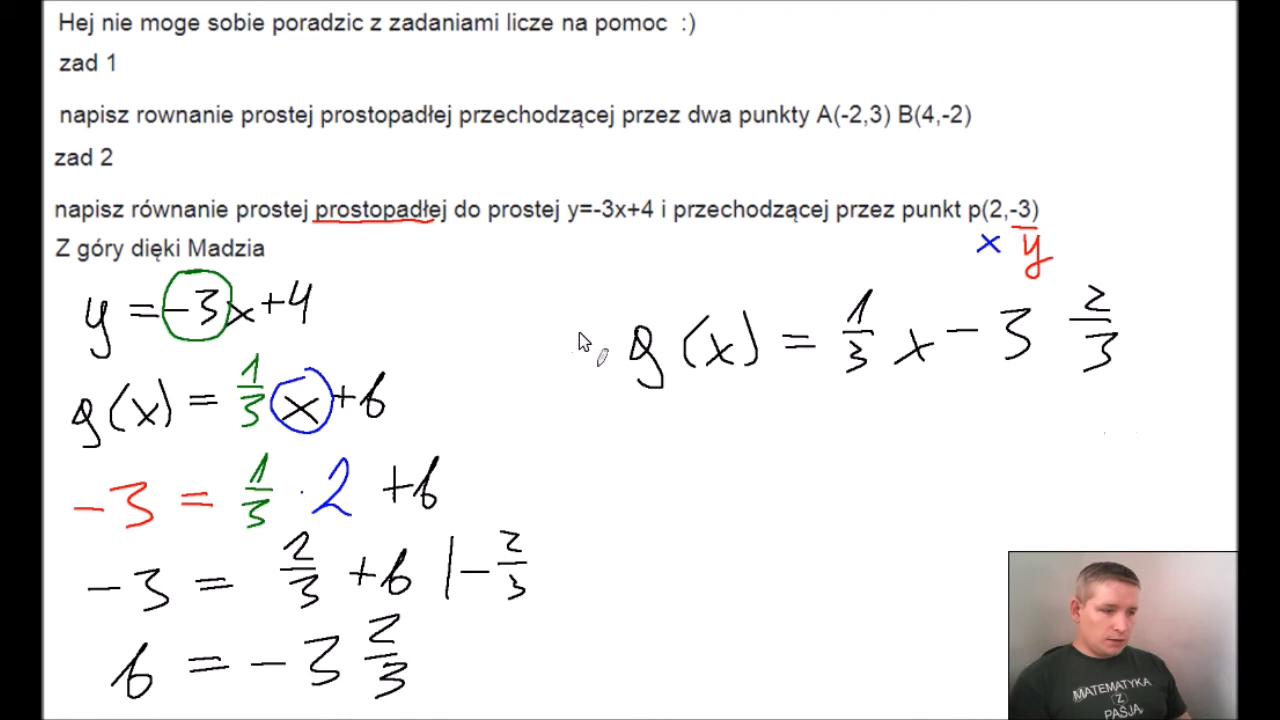 Hej nie moge sobie poradzic z zadaniami licze na pomoc :)
zad 1
napisz rownanie prostej prostopadłej przechodzącej przez dwa punkty A(-2,3) B(4,-2)
zad 2
napisz równanie prostej prostopadłej do prostej y=-3x+4 i przechodzącej przez punkt p(2,-3)
Z góry dięki Madzia
x y
y = -3x+4
g(x) = 1/3 x+b
-3 = 1/3 · 2 +b
-3 = 2/3 +b |- 2/3
b = -3 2/3
g(x) = 1/3 x - 3 2/3
MATEMATYKA
Z
PASJĄ